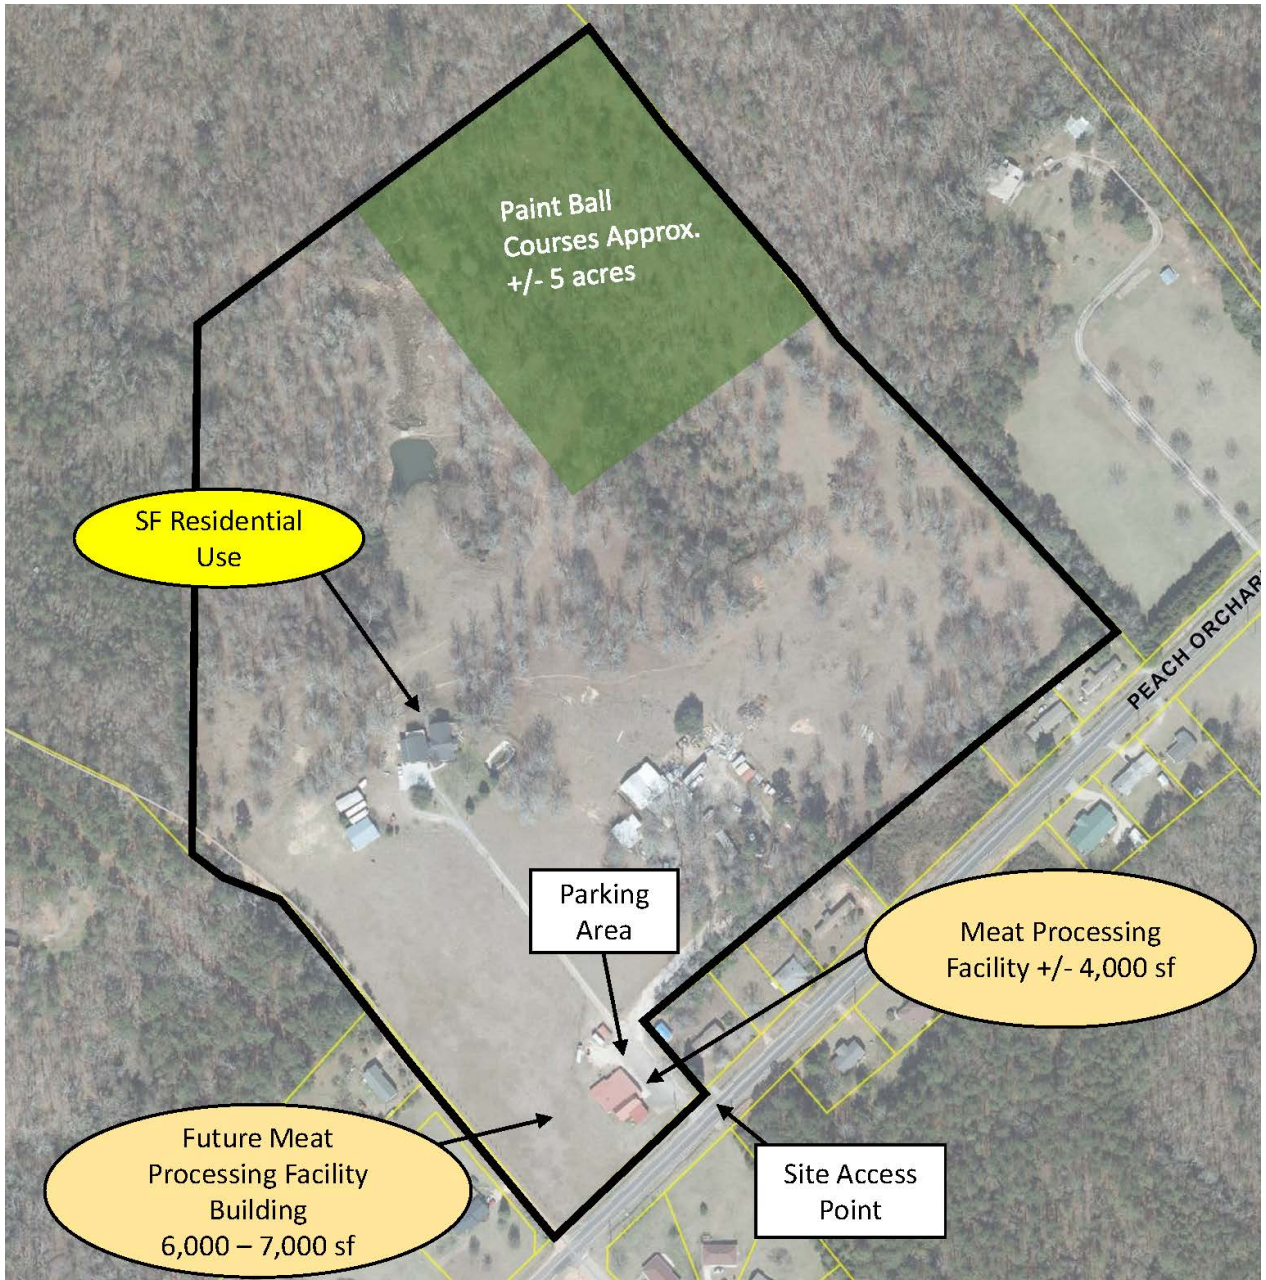 Paint Ball
Courses Approx.
+/- 5 acres
SF Residential
Use
PEACH ORCHAR
Parking
Area
Meat Processing
Facility +/- 4,000 sf
Future Meat
Processing Facility
Building
6,000 – 7,000 sf
Site Access
Point